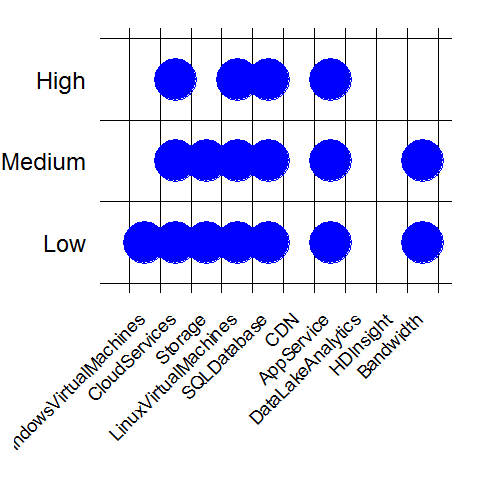 High
Medium
Low
ndowsVirtualMachines
CloudServices
Storage
LinuxVirtualMachines
SQLDatabase
CDN
AppService
DataLakeAnalytics
HDInsight
Bandwidth